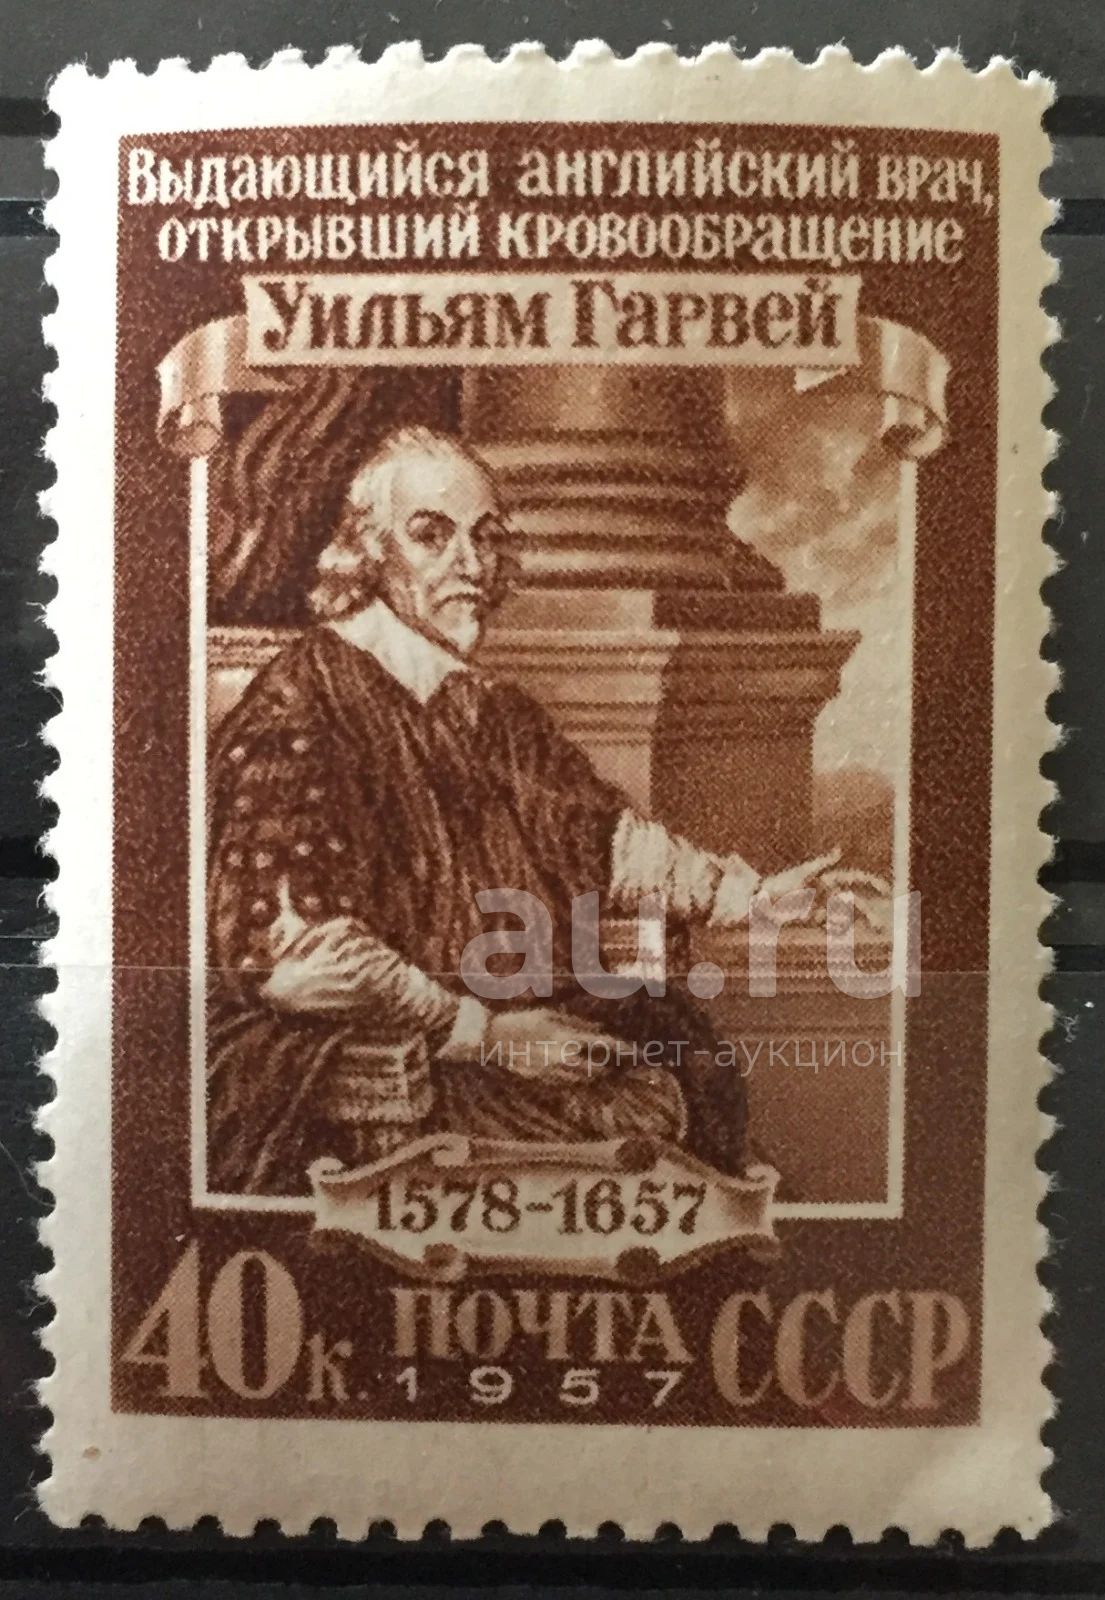 Выдающийся английский врач,
открывший кровообращение
Уильям Гарвей
au.ru
интернет-аукцион
1578-1657
40к. ПОЧТА СССР
1957